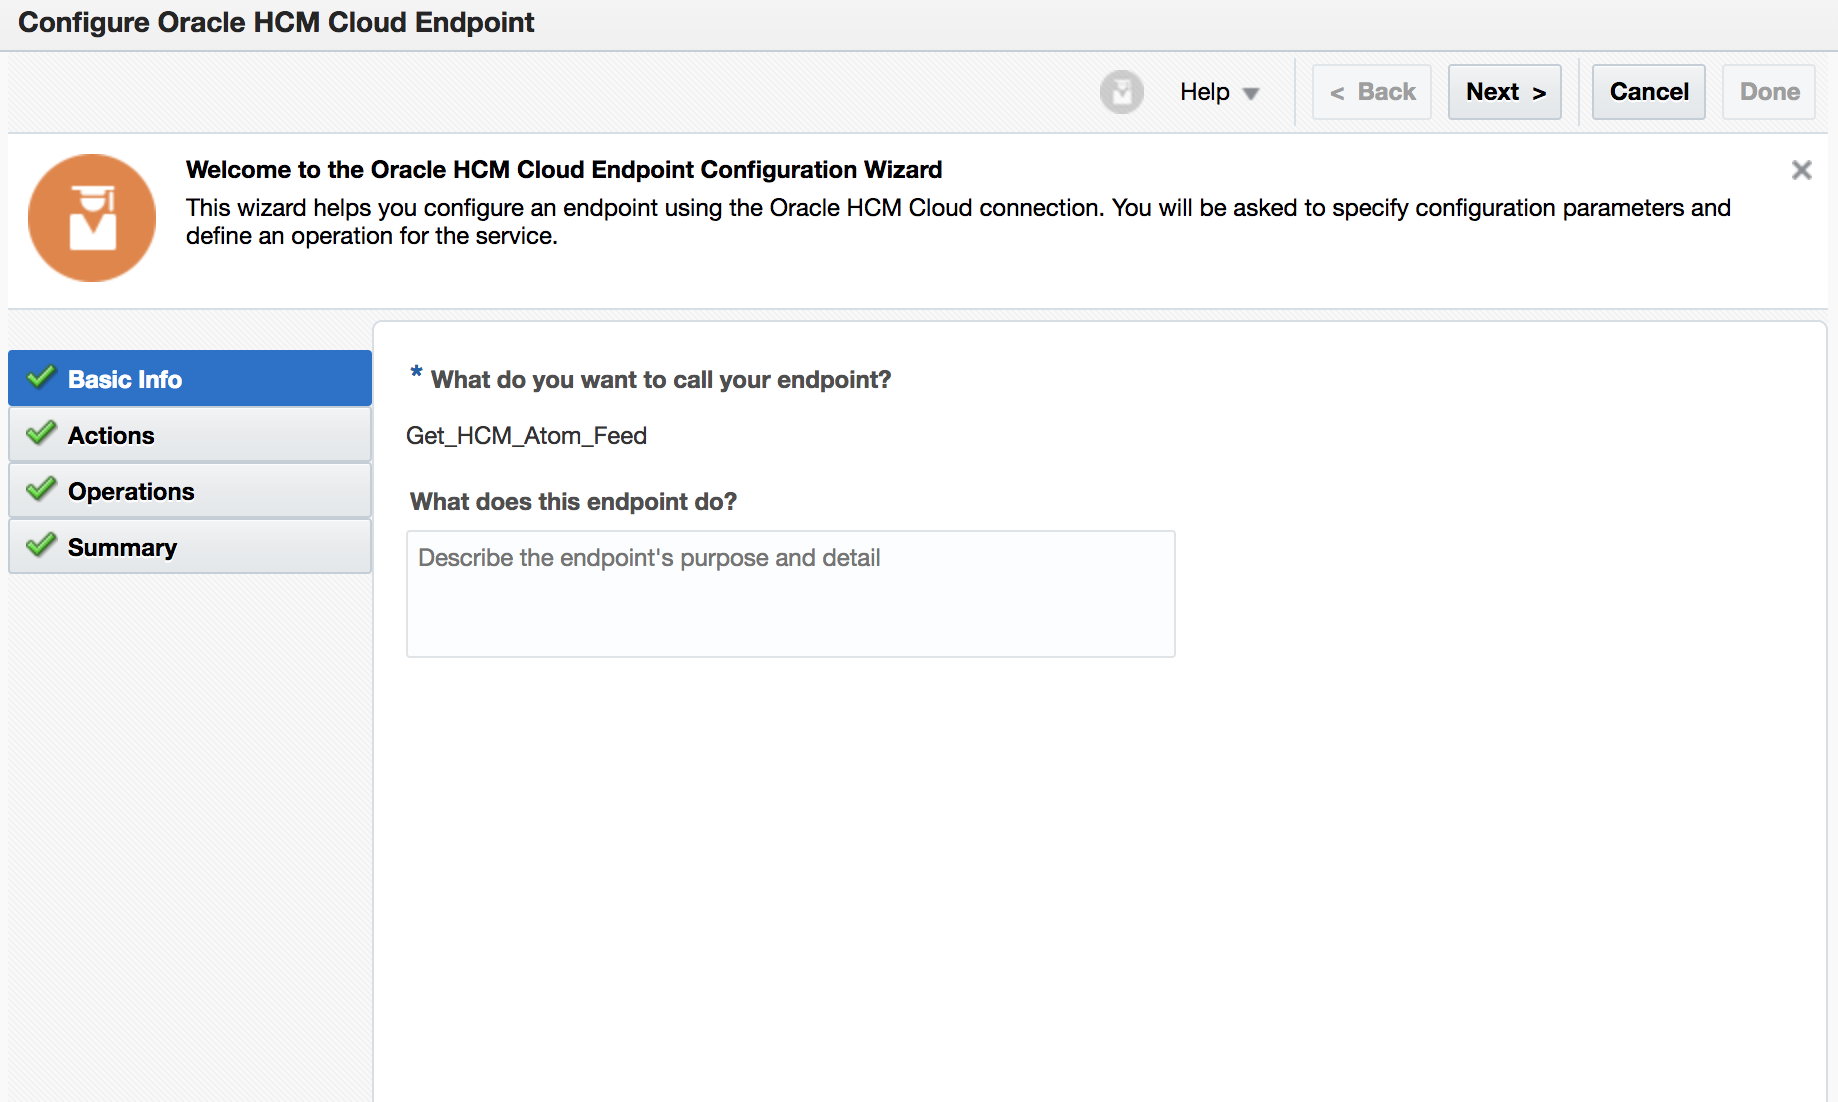 Configure Oracle HCM Cloud Endpoint
Help
< Back
Next >
Cancel
Done
Welcome to the Oracle HCM Cloud Endpoint Configuration Wizard
This wizard helps you configure an endpoint using the Oracle HCM Cloud connection. You will be asked to specify configuration parameters and
define an operation for the service.
Basic Info
Actions
Operations
Summary
* What do you want to call your endpoint?
Get_HCM_Atom_Feed
What does this endpoint do?
Describe the endpoint's purpose and detail